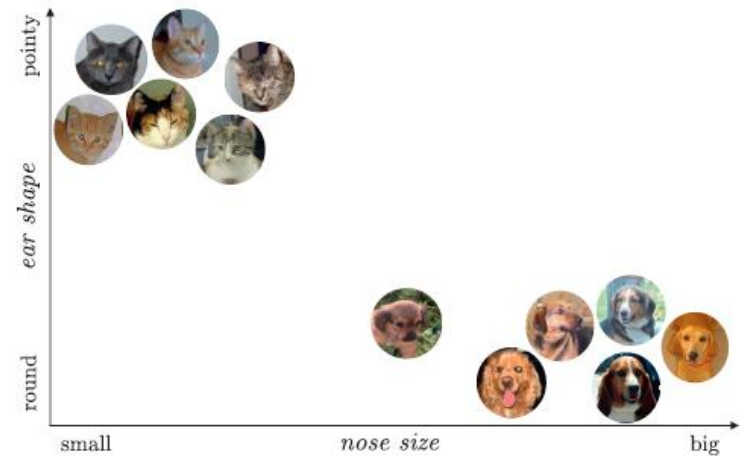 pointy
ear shape
round
small
nose size
big